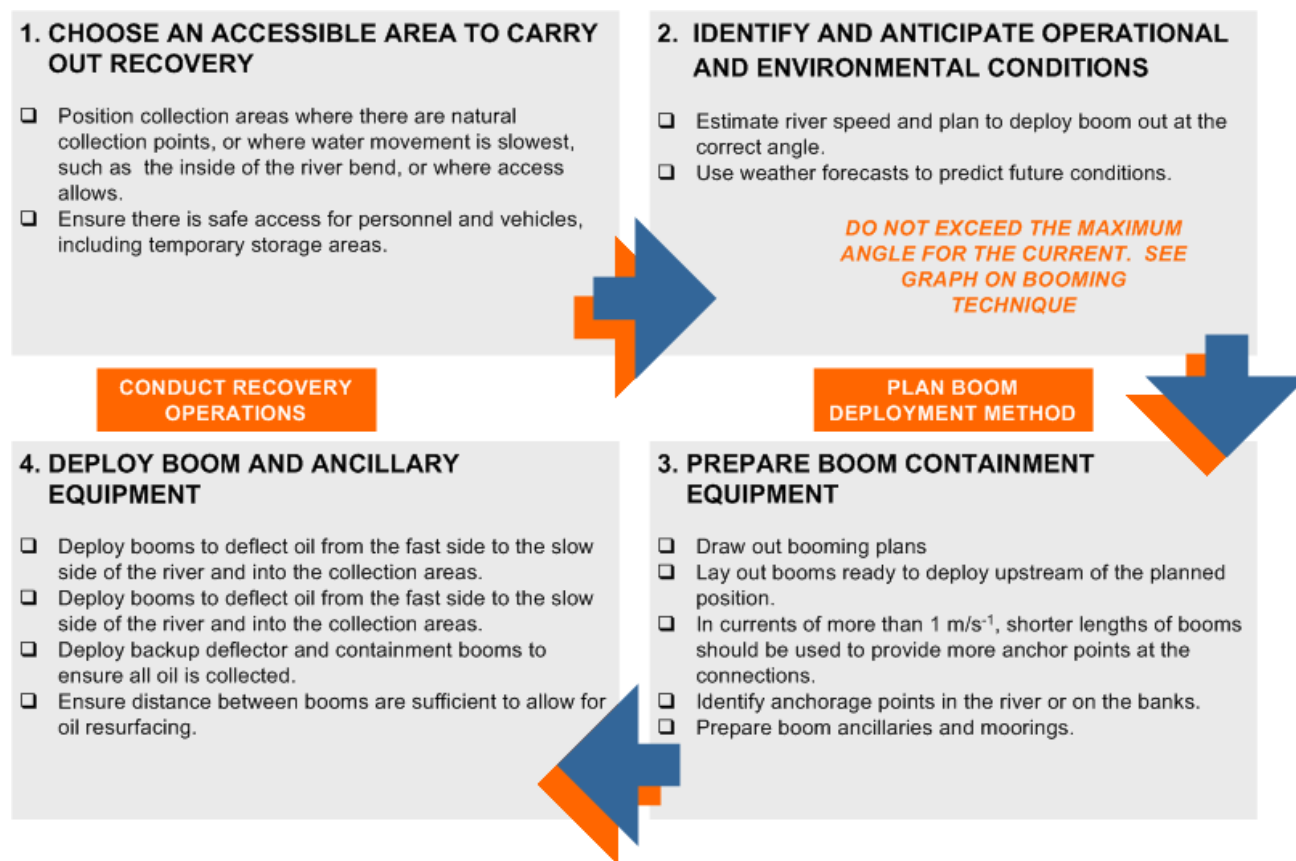 1. CHOOSE AN ACCESSIBLE AREA TO CARRY
OUT RECOVERY
❑ Position collection areas where there are natural
collection points, or where water movement is slowest,
such as the inside of the river bend, or where access
allows.
❑ Ensure there is safe access for personnel and vehicles,
including temporary storage areas.
2. IDENTIFY AND ANTICIPATE OPERATIONAL
AND ENVIRONMENTAL CONDITIONS
❑ Estimate river speed and plan to deploy boom out at the
correct angle.
❑ Use weather forecasts to predict future conditions.
DO NOT EXCEED THE MAXIMUM
ANGLE FOR THE CURRENT. SEE
GRAPH ON BOOMING
TECHNIQUE
PLAN BOOM
DEPLOYMENT METHOD
3. PREPARE BOOM CONTAINMENT
EQUIPMENT
❑ Draw out booming plans
❑ Lay out booms ready to deploy upstream of the planned
position.
❑ In currents of more than 1 m/s⁻¹, shorter lengths of booms
should be used to provide more anchor points at the
connections.
❑ Identify anchorage points in the river or on the banks.
❑ Prepare boom ancillaries and moorings.
CONDUCT RECOVERY
OPERATIONS
4. DEPLOY BOOM AND ANCILLARY
EQUIPMENT
❑ Deploy booms to deflect oil from the fast side to the slow
side of the river and into the collection areas.
❑ Deploy booms to deflect oil from the fast side to the slow
side of the river and into the collection areas.
❑ Deploy backup deflector and containment booms to
ensure all oil is collected.
❑ Ensure distance between booms are sufficient to allow for
oil resurfacing.